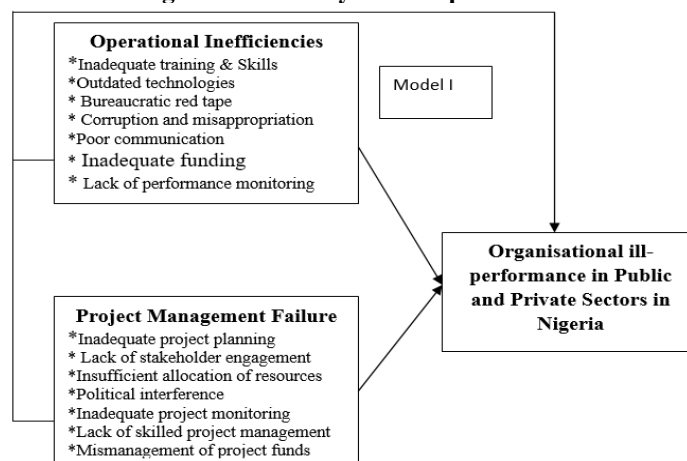 Operational Inefficiencies
*Inadequate training & Skills
*Outdated technologies
* Bureaucratic red tape
* Corruption and misappropriation
*Poor communication
* Inadequate funding
* Lack of performance monitoring
Model I
Organisational ill-
performance in Public
and Private Sectors in
Nigeria
Project Management Failure
*Inadequate project planning
* Lack of stakeholder engagement
*Insufficient allocation of resources
*Political interference
*Inadequate project monitoring
*Lack of skilled project management
*Mismanagement of project funds